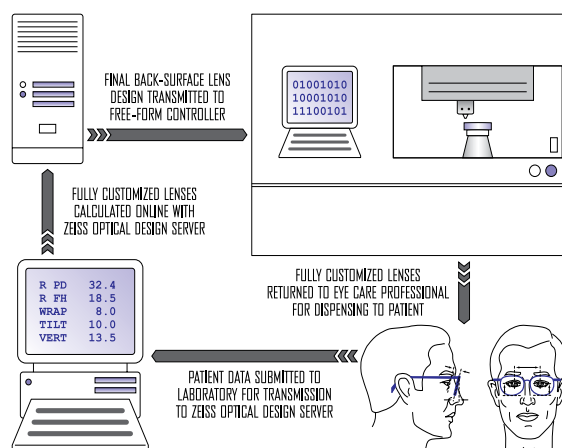 FINAL BACK-SURFACE LENS
DESIGN TRANSMITTED TO
FREE-FORM CONTROLLER
01001010
10001010
11100101
FULLY CUSTOMIZED LENSES
CALCULATED ONLINE WITH
ZEISS OPTICAL DESIGN SERVER
R PD 32.4
R FH 18.5
WRAP 8.0
TILT 10.0
VERT 13.5
FULLY CUSTOMIZED LENSES
RETURNED TO EYE CARE PROFESSIONAL
FOR DISPENSING TO PATIENT
PATIENT DATA SUBMITTED TO
LABORATORY FOR TRANSMISSION
TO ZEISS OPTICAL DESIGN SERVER